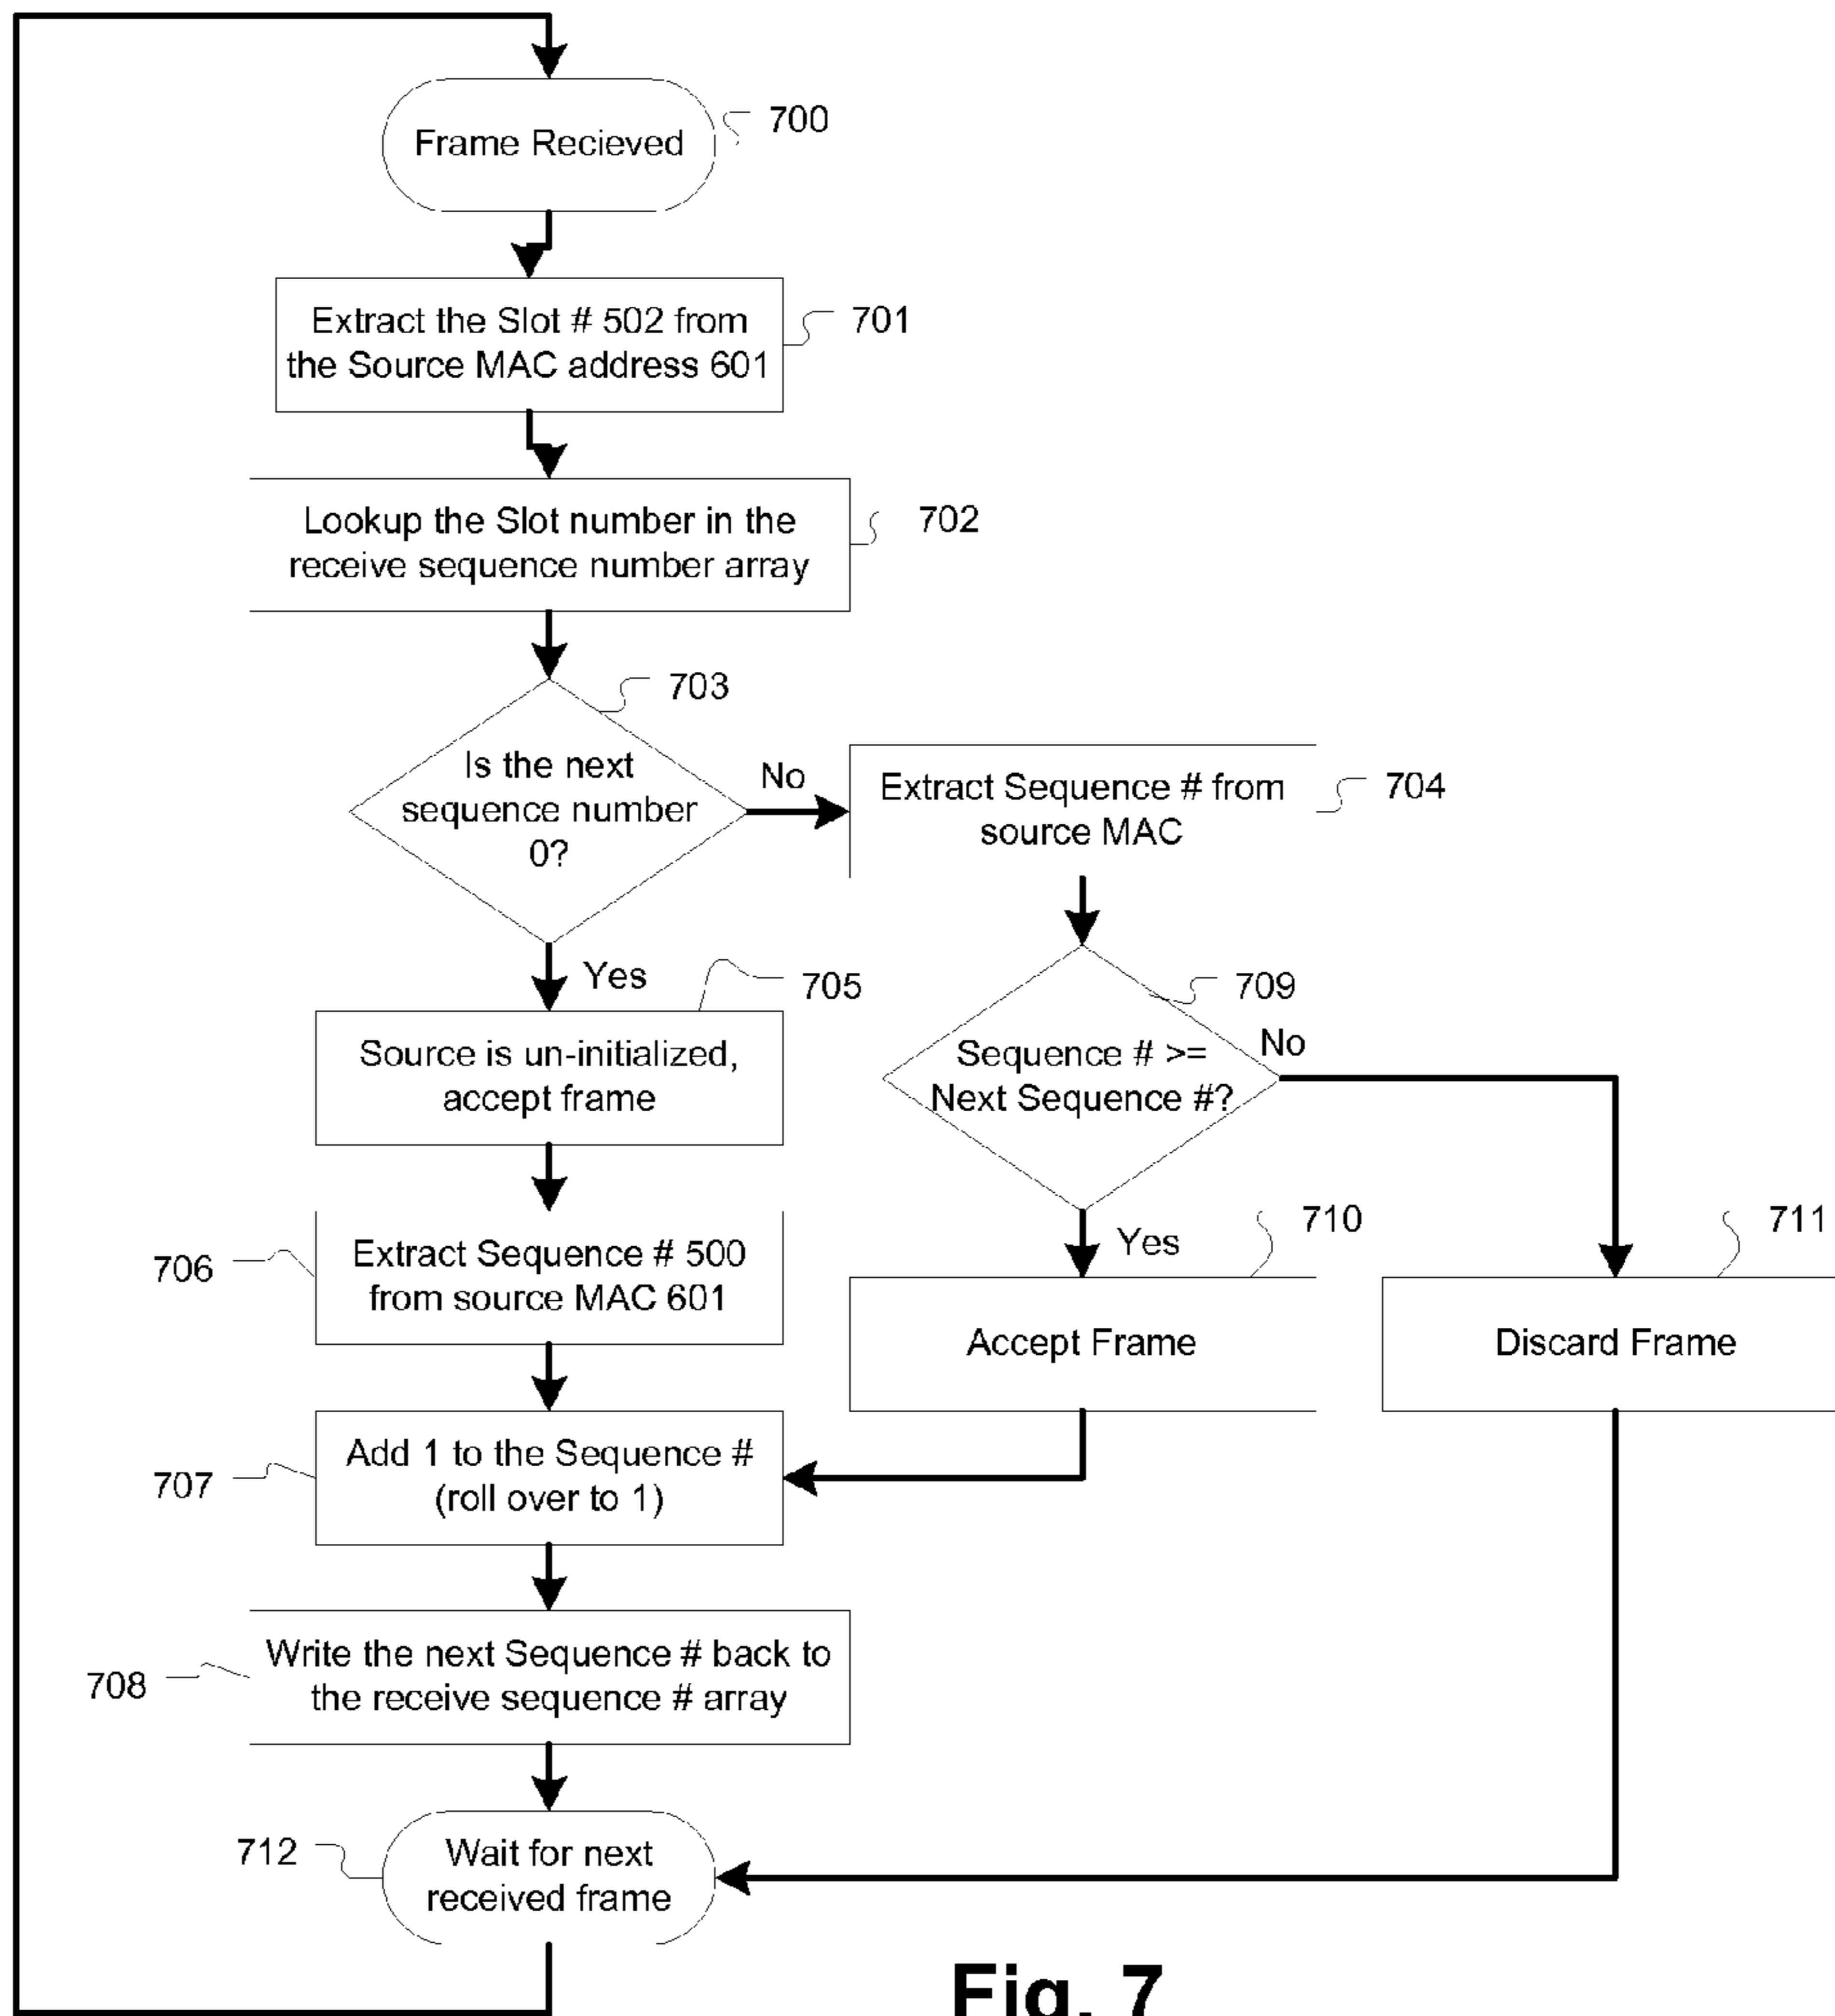 Frame Recieved
700
Extract the Slot # 502 from
the Source MAC address 601
701
Lookup the Slot number in the
receive sequence number array
702
703
Is the next
sequence number
0?
No
Extract Sequence # from
source MAC
704
Yes
705
Source is un-initialized,
accept frame
709
Sequence # >=
Next Sequence #?
No
706
Extract Sequence # 500
from source MAC 601
Yes
710
Accept Frame
711
Discard Frame
707
Add 1 to the Sequence #
(roll over to 1)
708
Write the next Sequence # back to
the receive sequence # array
712
Wait for next
received frame
Fig. 7